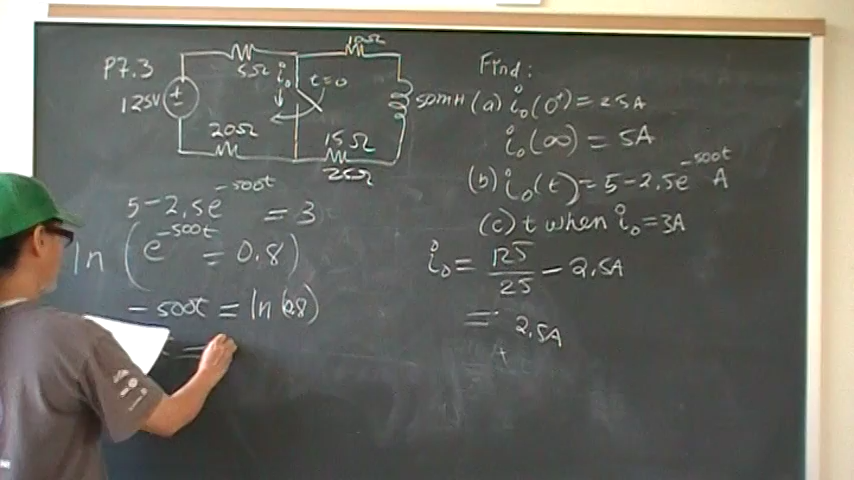 P7.3
5Ω
i₀
t=0
10Ω
125V
+
-
50mH
20Ω
15Ω
25Ω
Find:
(a) i₀(0⁺) = 2.5A
i₀(∞) = 5A
(b) i₀(t) = 5-2.5e^-500t A
(c) t when i₀ = 3A
i₀ = 125/25 - 2.5A
= 2.5A
5-2.5e^-500t = 3
ln (e^-500t = 0.8)
-500t = ln(0.8)
=